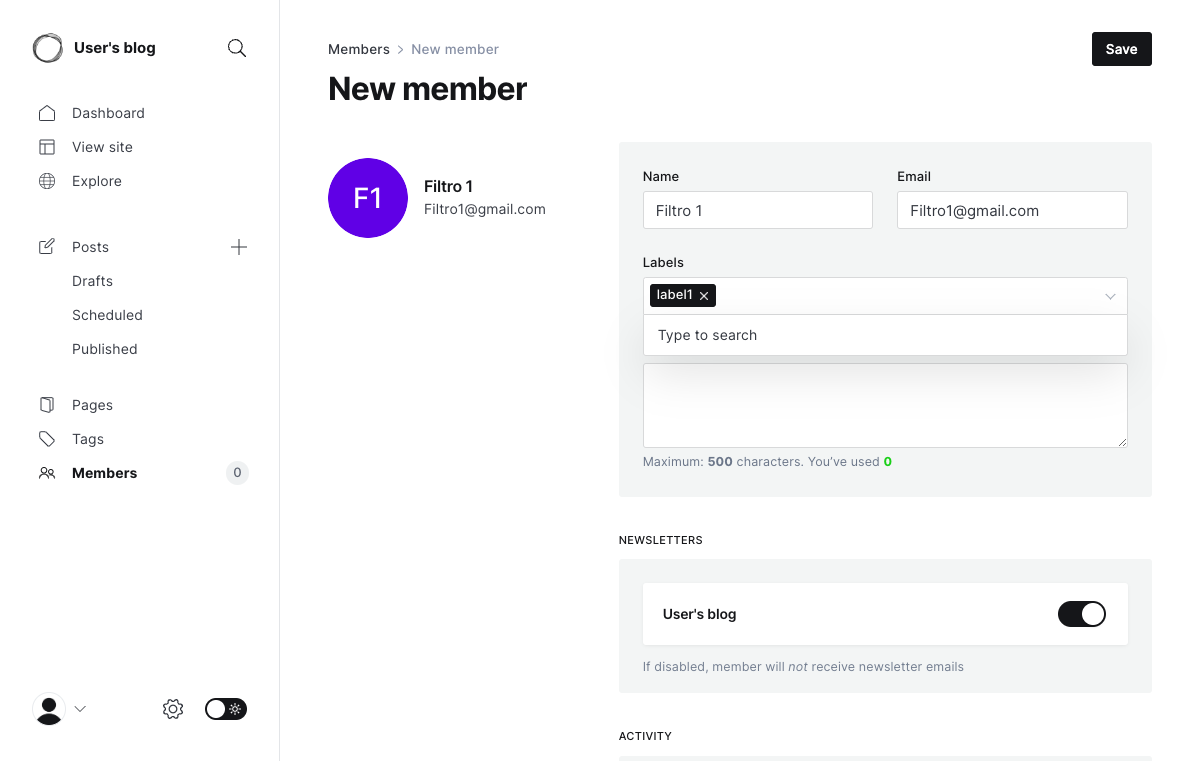 User's blog
Dashboard
View site
Explore
Posts
Drafts
Scheduled
Published
Pages
Tags
Members 0
Members > New member
Save
New member
F1
Filtro 1
Filtro1@gmail.com
Name
Email
Filtro 1
Filtro1@gmail.com
Labels
label1
Type to search
Maximum: 500 characters. You’ve used 0
NEWSLETTERS
User's blog
If disabled, member will not receive newsletter emails
ACTIVITY